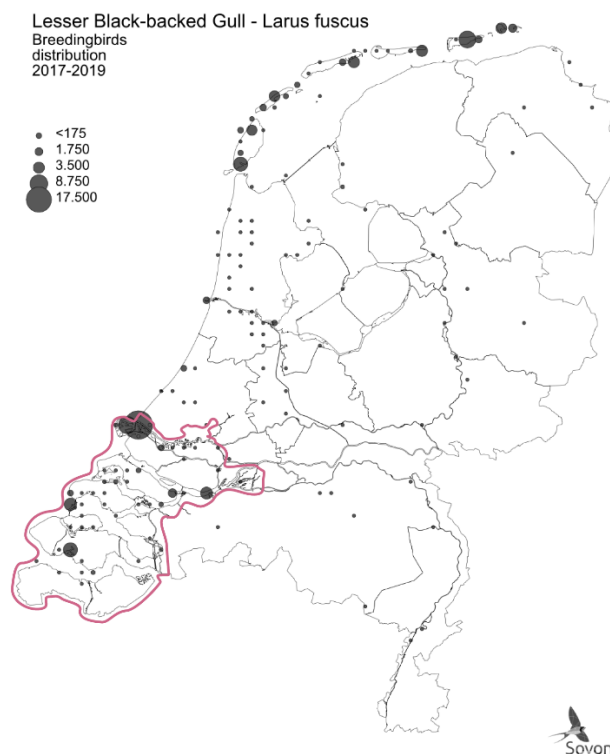 Lesser Black-backed Gull - Larus fuscus
Breedingbirds
distribution
2017-2019
<175
1.750
3.500
8.750
17.500
Sovon